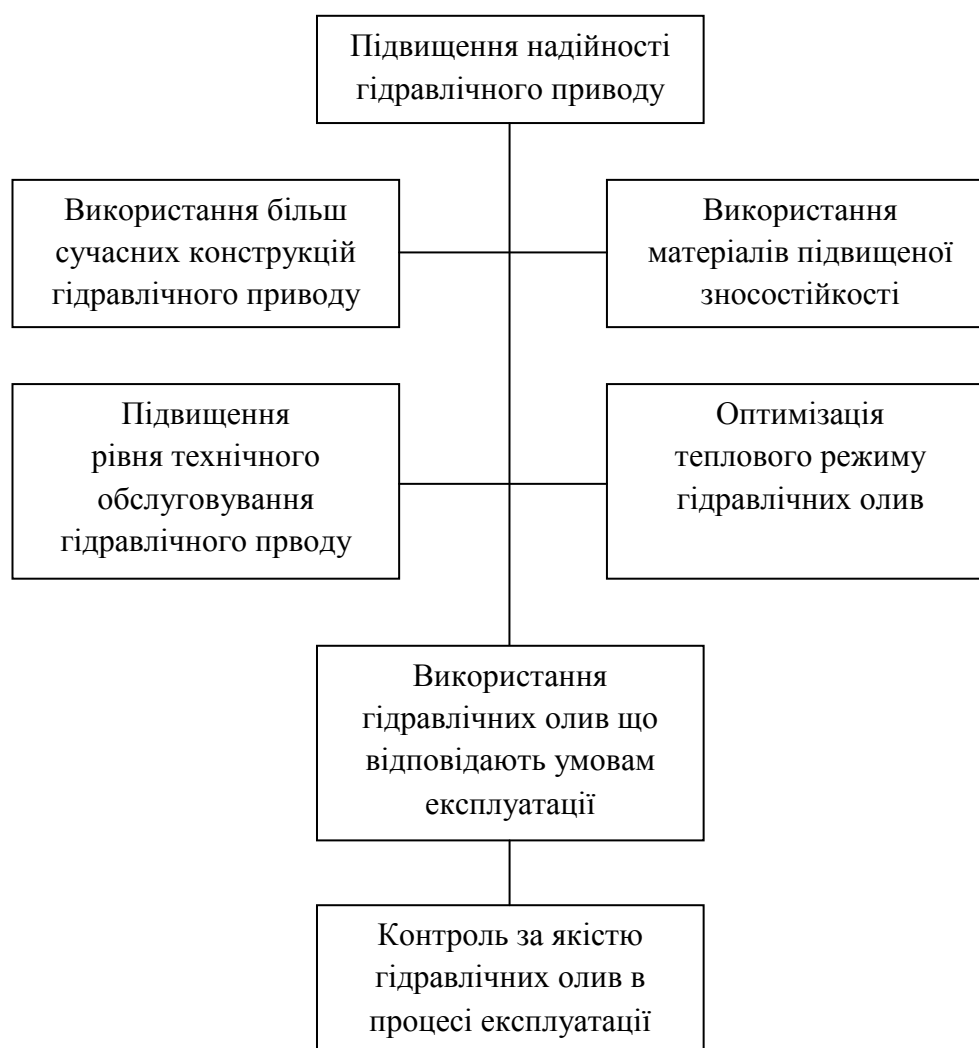 Підвищення надійності
гідравлічного приводу
Використання більш
сучасних конструкцій
гідравлічного приводу
Використання
матеріалів підвищеної
зносостійкості
Підвищення
рівня технічного
обслуговування
гідравлічного прводу
Оптимізація
теплового режиму
гідравлічних олив
Використання
гідравлічних олив що
відповідають умовам
експлуатації
Контроль за якістю
гідравлічних олив в
процесі експлуатації